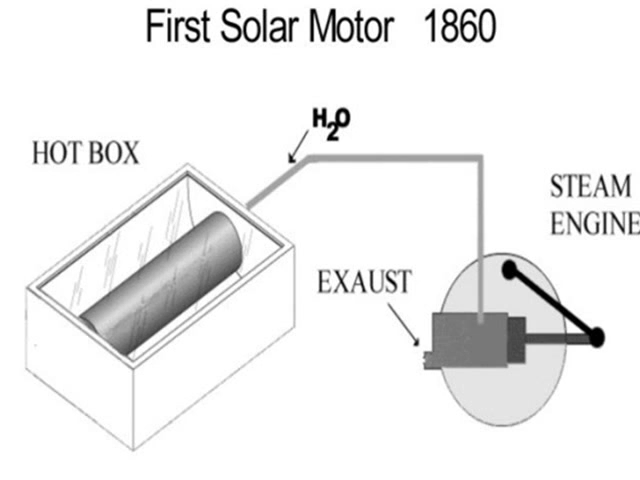 First Solar Motor 1860
H2O
HOT BOX
STEAM
ENGINE
EXAUST